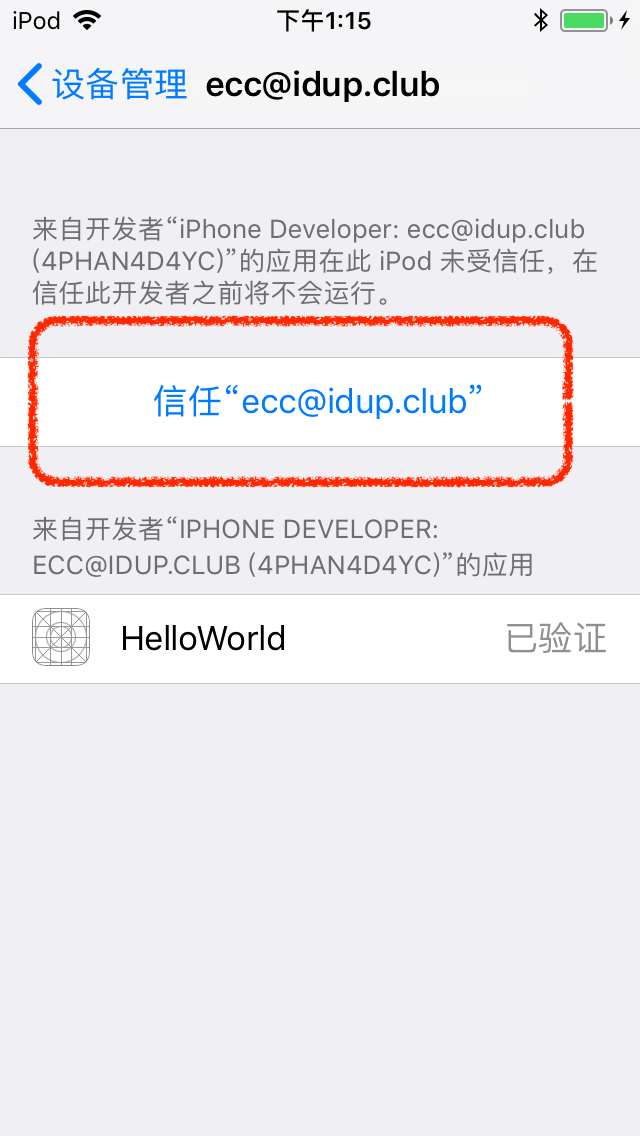 iPod 下午1:15
设备管理 ecc@idup.club
来自开发者“iPhone Developer: ecc@idup.club
(4PHAN4D4YC)”的应用在此 iPod 未受信任，在
信任此开发者之前将不会运行。
信任“ecc@idup.club”
来自开发者“IPHONE DEVELOPER:
ECC@IDUP.CLUB (4PHAN4D4YC)”的应用
HelloWorld 已验证